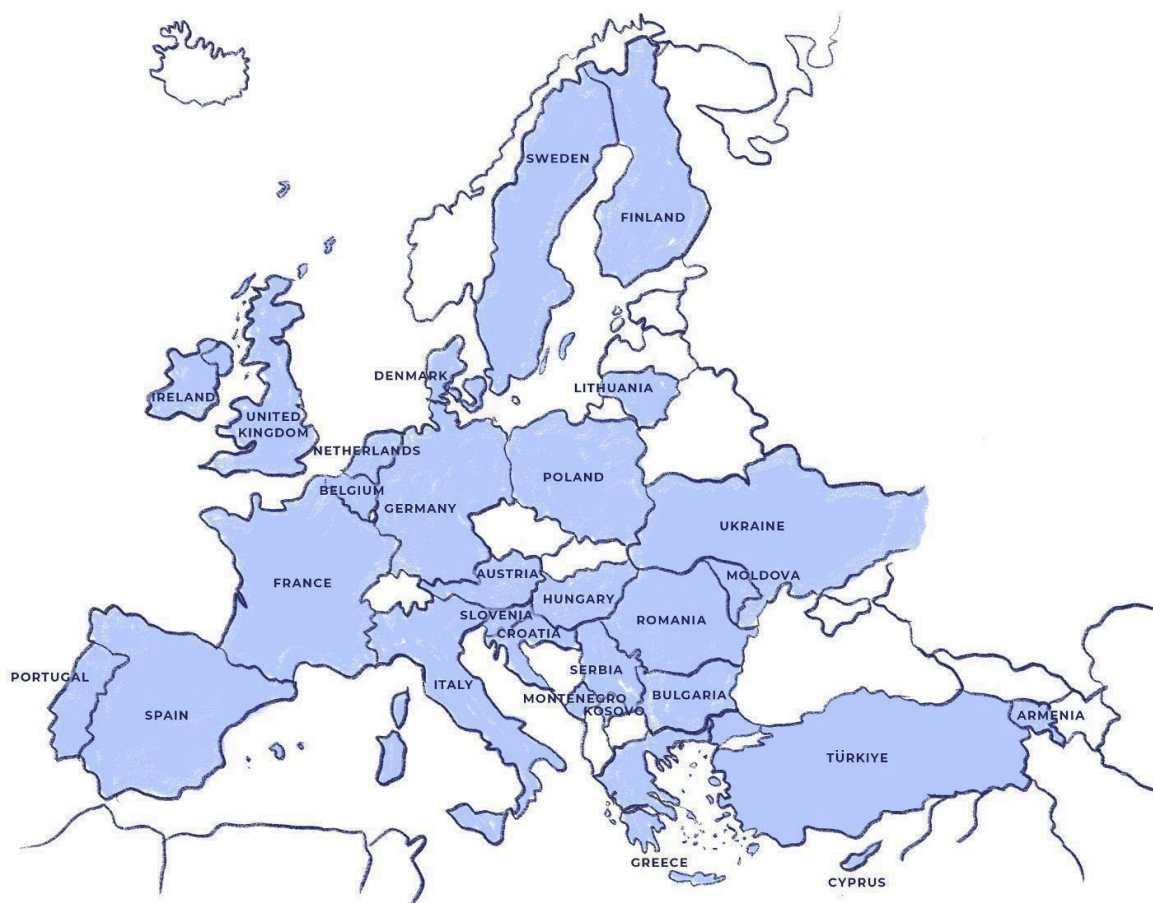 SWEDEN
FINLAND
DENMARK
LITHUANIA
IRELAND
UNITED
KINGDOM
NETHERLANDS
BELGIUM
GERMANY
POLAND
UKRAINE
FRANCE
AUSTRIA
MOLDOVA
HUNGARY
SLOVENIA
CROATIA
ROMANIA
PORTUGAL
SPAIN
ITALY
SERBIA
MONTENEGRO
KOSOVO
BULGARIA
ARMENIA
TÜRKIYE
GREECE
CYPRUS